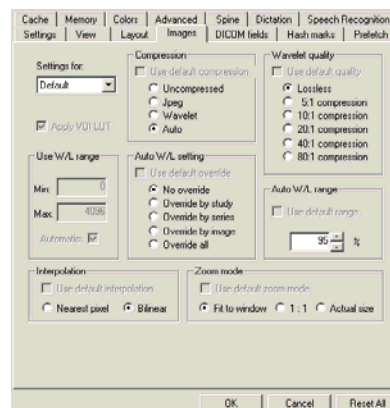 Cache Memory Colors Advanced Spine Dictation Speech Recognition
Settings View Layout Images DICOM fields Hash marks Prefetch
Settings for:
Default
Apply VOI LUT
Compression
Use default compression
Uncompressed
Jpeg
Wavelet
Auto
Wavelet quality
Use default quality
Lossless
5:1 compression
10:1 compression
20:1 compression
40:1 compression
80:1 compression
Use W/L range
Min: 0
Max: 4096
Automatic:
Auto W/L setting
Use default override
No override
Override by study
Override by series
Override by image
Override all
Auto W/L range
Use default range
95 %
Interpolation
Use default interpolation
Nearest pixel Bilinear
Zoom mode
Use default zoom mode
Fit to window 1 : 1 Actual size
OK Cancel Reset All